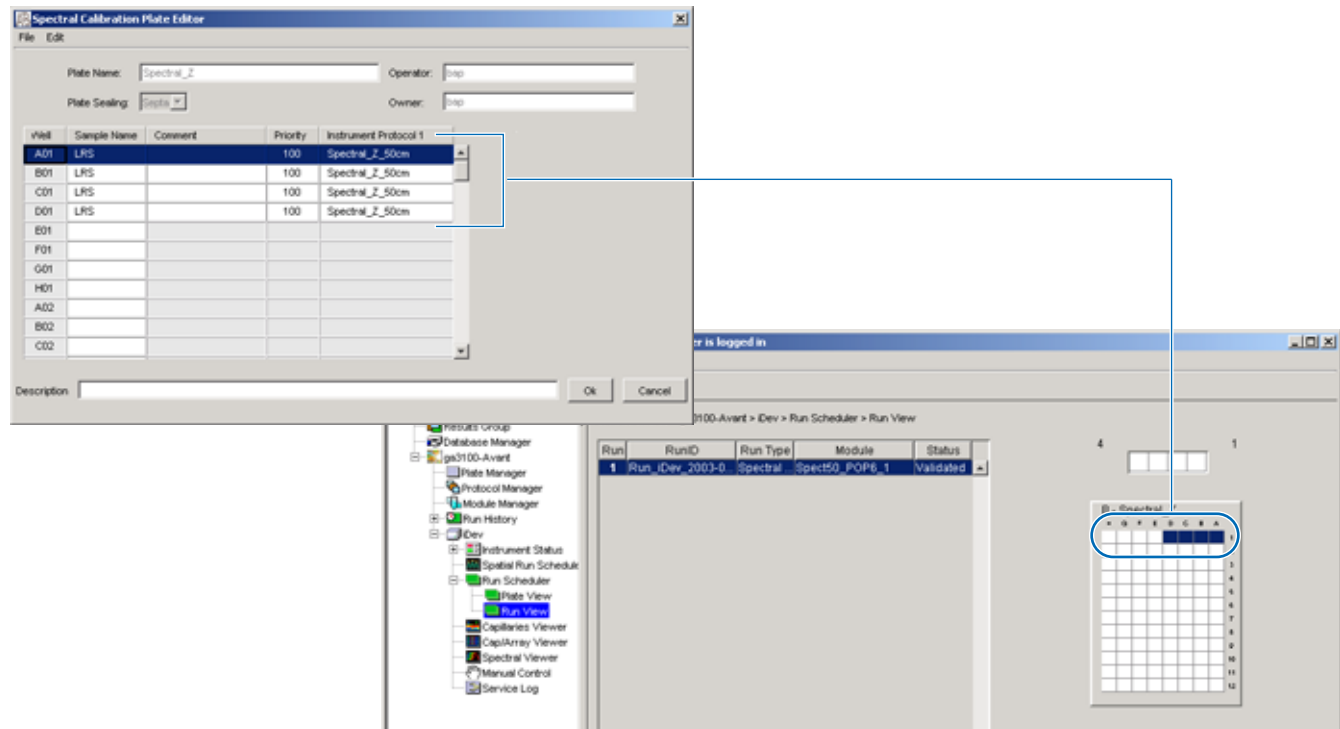 Spectral Calibration Plate Editor
File Edit
Plate Name: Spectral_Z Operator: bap
Plate Sealing: Septa Owner: bap
Well Sample Name Comment Priority Instrument Protocol 1
A01 LRS 100 Spectral_Z_50cm
B01 LRS 100 Spectral_Z_50cm
C01 LRS 100 Spectral_Z_50cm
D01 LRS 100 Spectral_Z_50cm
E01
F01
G01
H01
A02
B02
C02
Description Ok Cancel
er is logged in
3100-Avant > iDev > Run Scheduler > Run View
Results Group
Database Manager
ga3100-Avant
Plate Manager
Protocol Manager
Module Manager
Run History
iDev
Instrument Status
Spatial Run Schedule
Run Scheduler
Plate View
Run View
Capillaries Viewer
Cap/Array Viewer
Spectral Viewer
Manual Control
Service Log
Run RunID Run Type Module Status
1 Run_iDev_2003-0... Spectral ... Spect50_POP6_1 Validated
4 1
H G F E D C B A
1
3
4
5
6
7
8
9
10
11
12